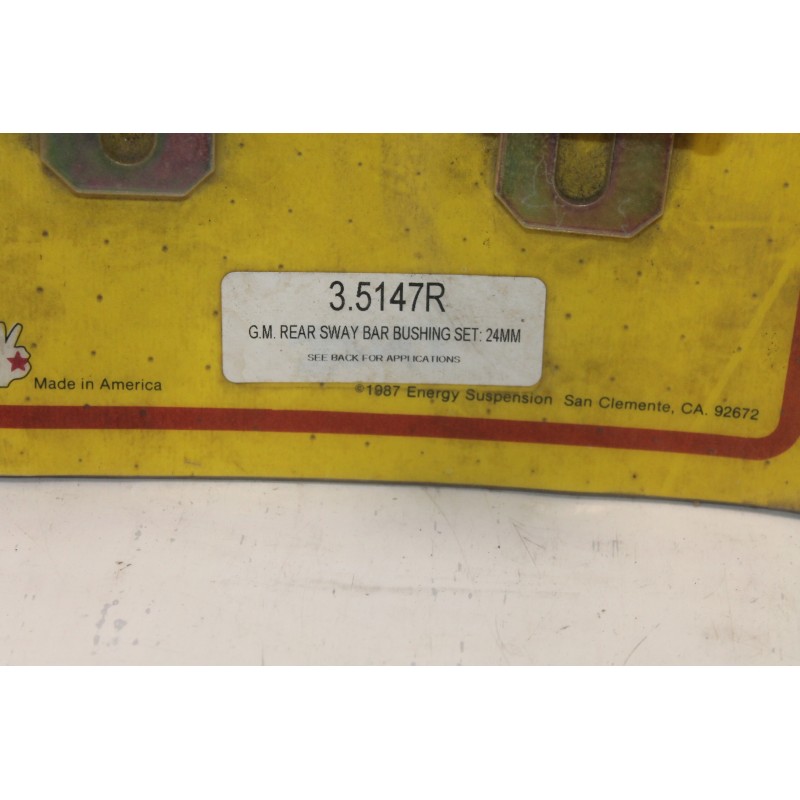 3.5147R
G.M. REAR SWAY BAR BUSHING SET: 24MM
SEE BACK FOR APPLICATIONS
Made in America
©1987 Energy Suspension San Clemente, CA. 92672